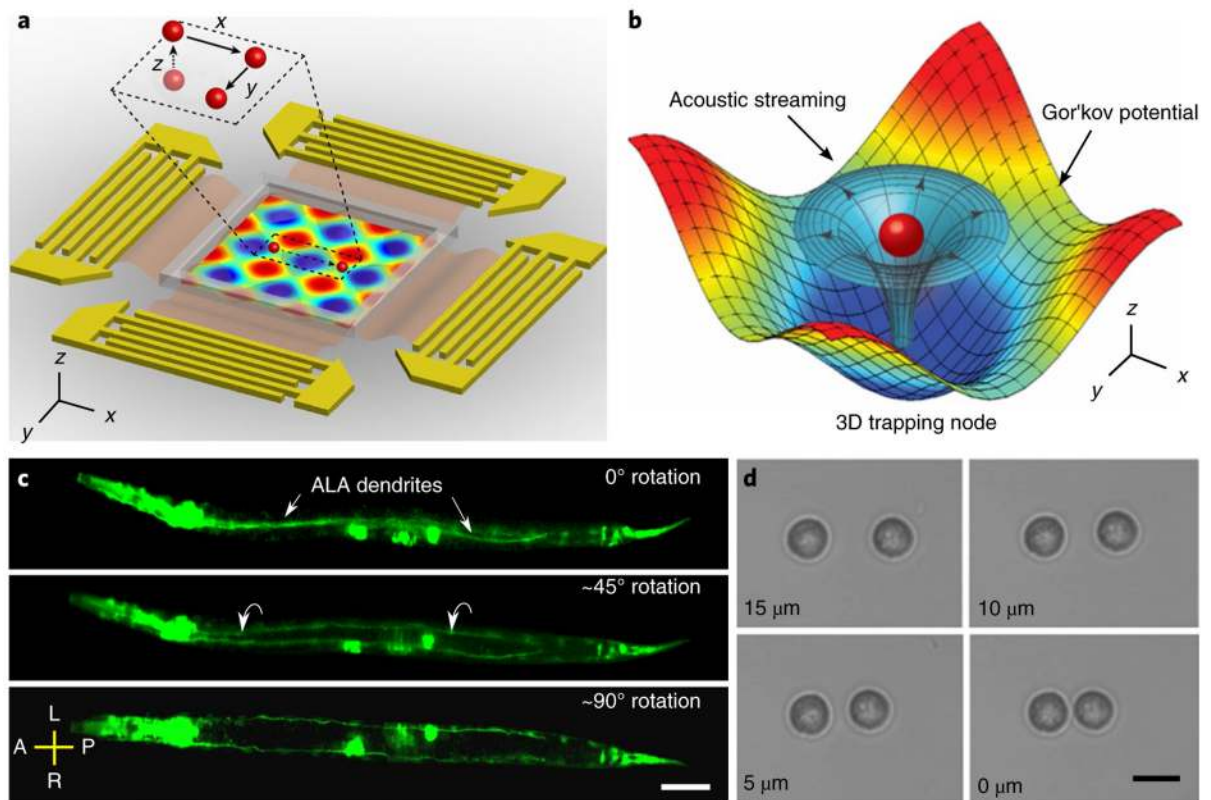 a
x
z
y
z
x
y
b
Acoustic streaming
Gor'kov potential
z
x
y
3D trapping node
c
0° rotation
ALA dendrites
~45° rotation
~90° rotation
L
A P
R
d
15 μm
10 μm
5 μm
0 μm